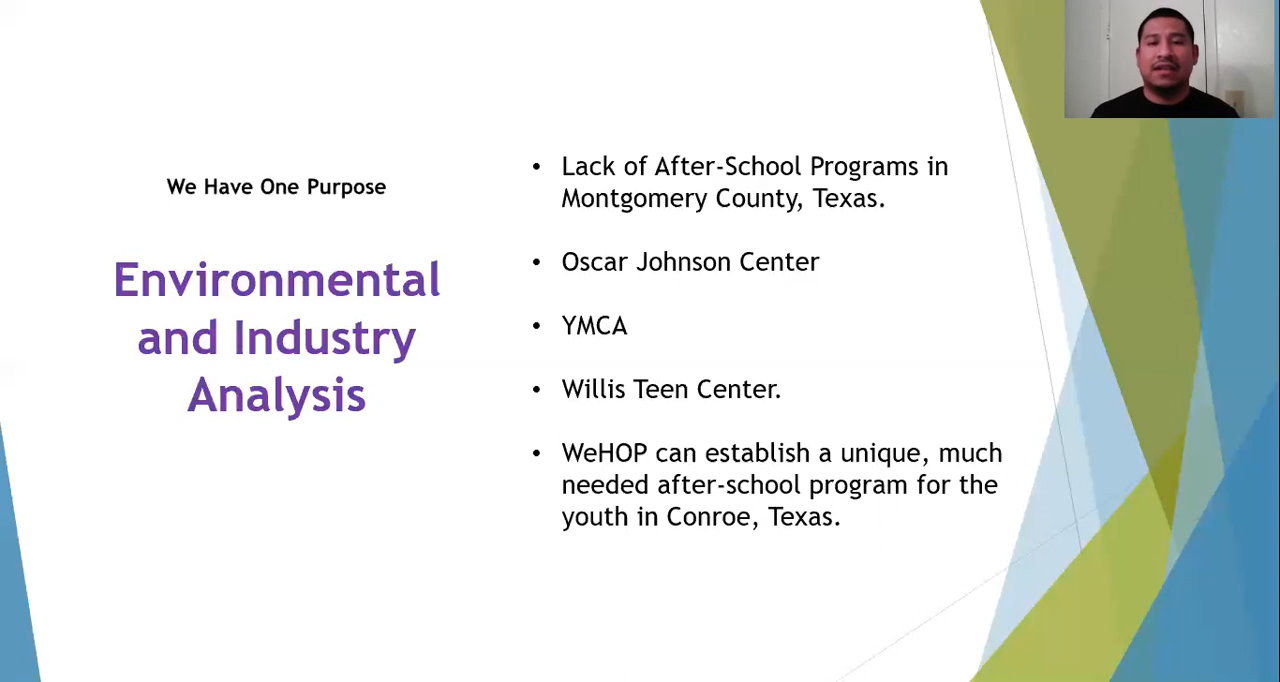 We Have One Purpose
Environmental
and Industry
Analysis
• Lack of After-School Programs in
Montgomery County, Texas.
• Oscar Johnson Center
• YMCA
• Willis Teen Center.
• WeHOP can establish a unique, much
needed after-school program for the
youth in Conroe, Texas.